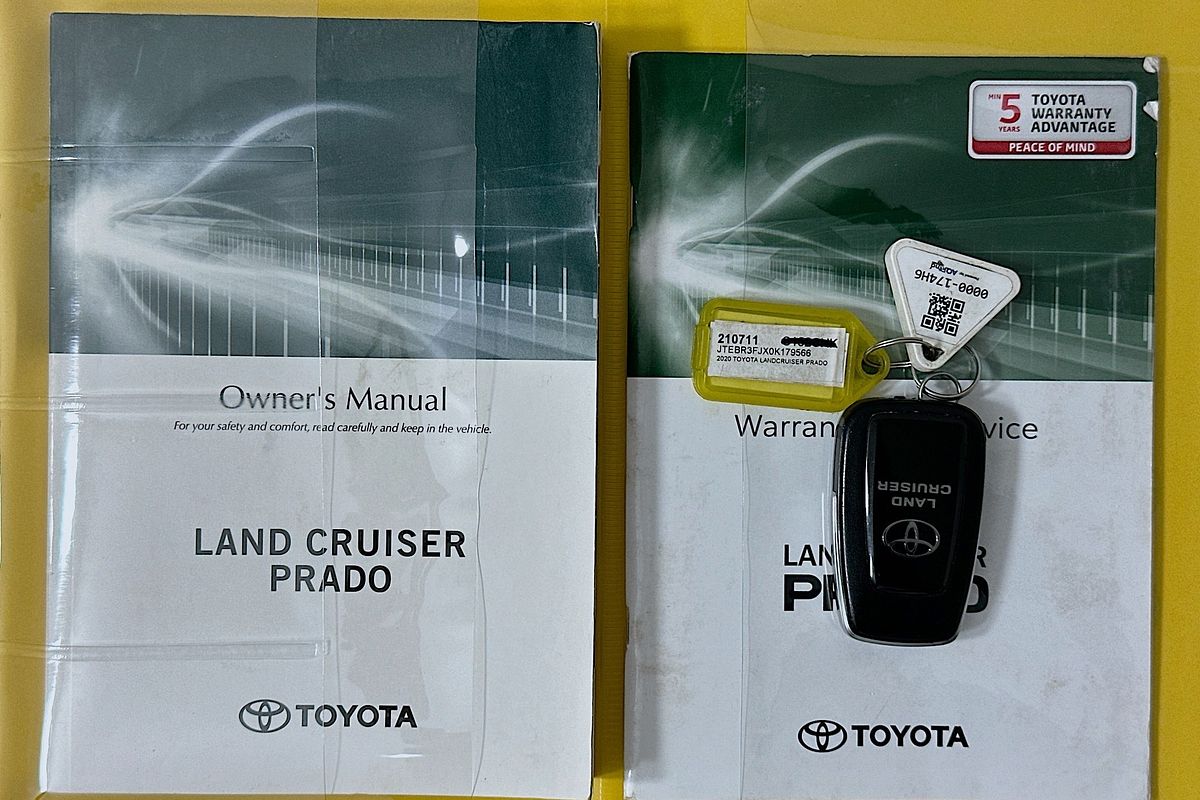 Owner's Manual
For your safety and comfort, read carefully and keep in the vehicle.
LAND CRUISER
PRADO
TOYOTA
MIN 5 YEARS
TOYOTA
WARRANTY
ADVANTAGE
PEACE OF MIND
0000-174H6
210711
JTEBR3FJX0K179566
2020 TOYOTA LANDCRUISER PRADO
LAND
CRUISER
TOYOTA